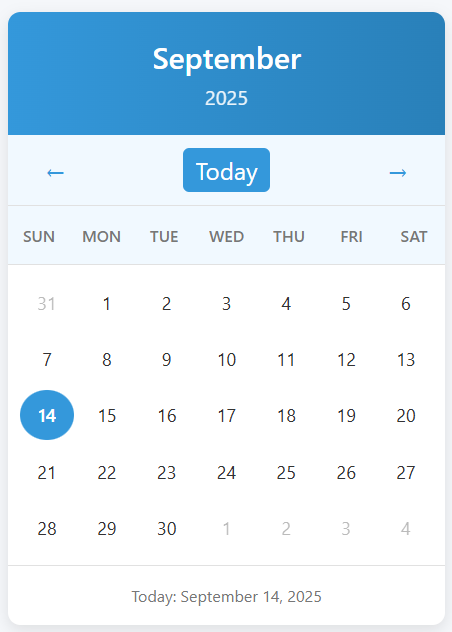 September
2025
← Today →
SUN MON TUE WED THU FRI SAT
31 1 2 3 4 5 6
7 8 9 10 11 12 13
14 15 16 17 18 19 20
21 22 23 24 25 26 27
28 29 30 1 2 3 4
Today: September 14, 2025